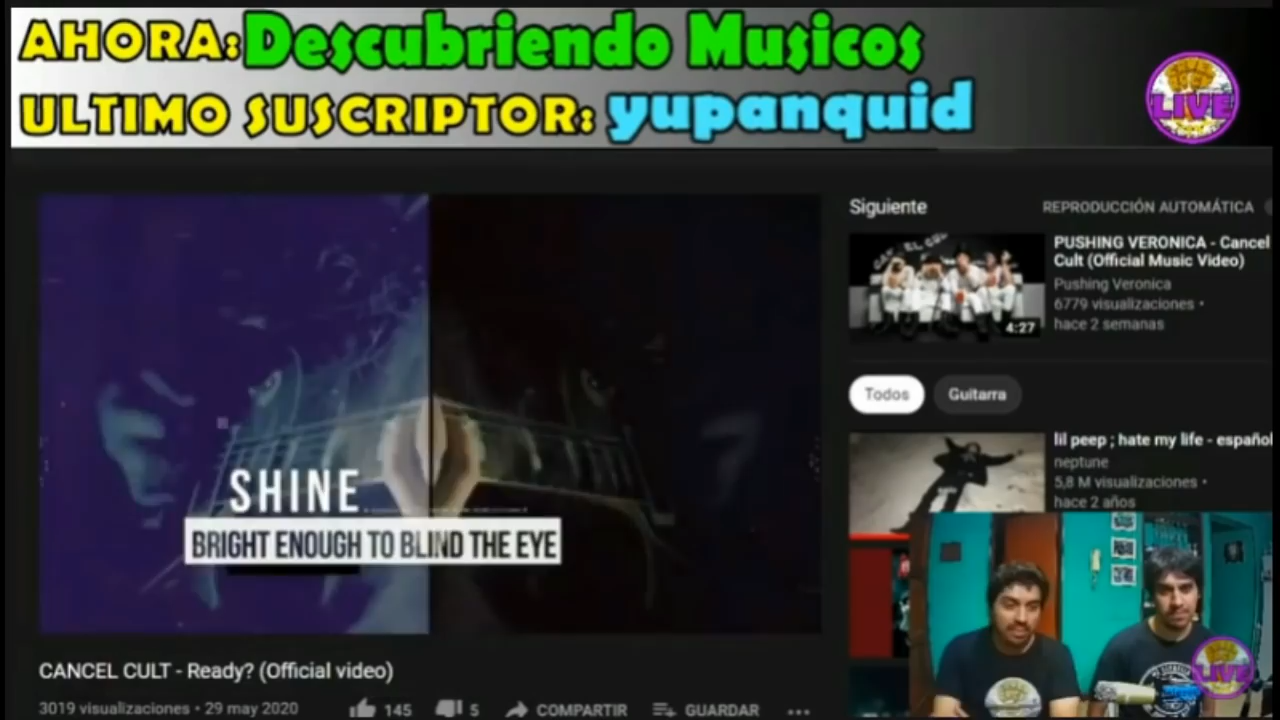 AHORA: Descubriendo Musicos
ULTIMO SUSCRIPTOR: yupanquid
LIVE
Siguiente
REPRODUCCIÓN AUTOMÁTICA
PUSHING VERONICA - Cancel
Cult (Official Music Video)
Pushing Veronica
6779 visualizaciones •
hace 2 semanas
4:27
Todos
Guitarra
lil peep ; hate my life - español
neptune
5,8 M visualizaciones •
hace 2 años
SHINE
BRIGHT ENOUGH TO BLIND THE EYE
CANCEL CULT - Ready? (Official video)
3019 visualizaciones • 29 may 2020
145
5
COMPARTIR
GUARDAR
LIVE